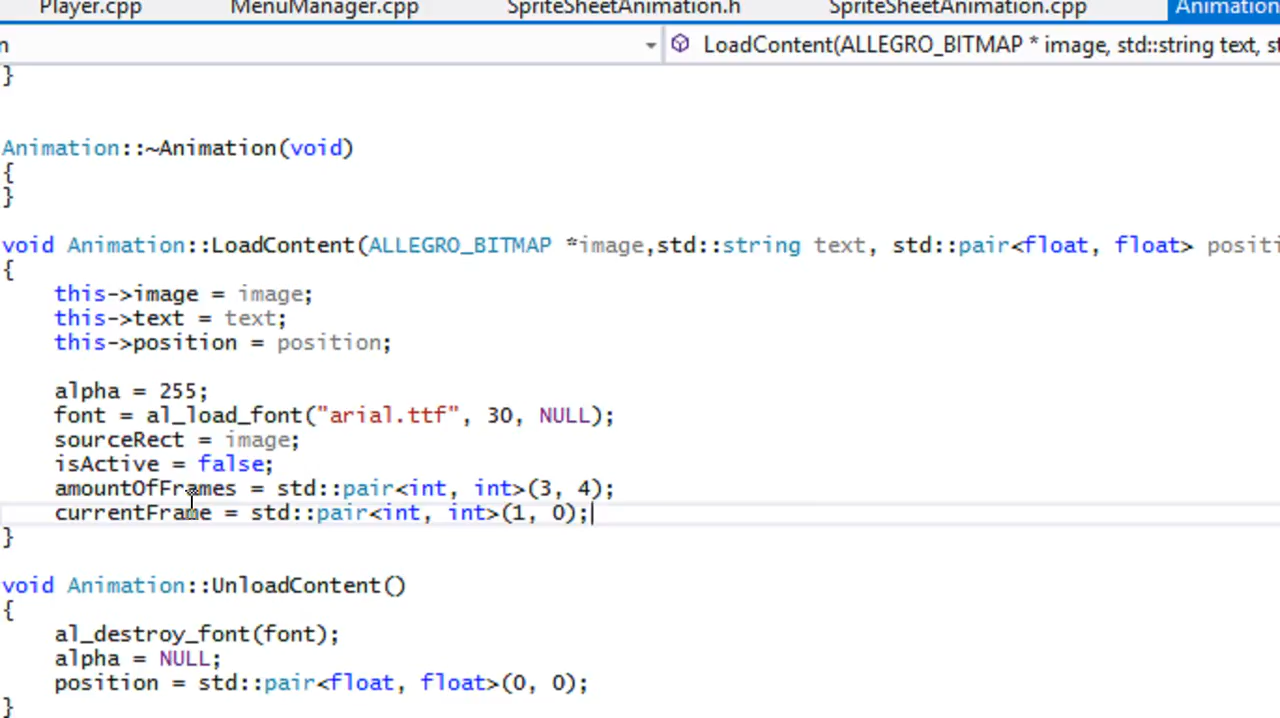 Player.cpp MenuManager.cpp SpriteSheetAnimation.h SpriteSheetAnimation.cpp Animation
n LoadContent(ALLEGRO_BITMAP * image, std::string text, st
}
Animation::~Animation(void)
{
}
void Animation::LoadContent(ALLEGRO_BITMAP *image,std::string text, std::pair<float, float> positi
{
this->image = image;
this->text = text;
this->position = position;
alpha = 255;
font = al_load_font("arial.ttf", 30, NULL);
sourceRect = image;
isActive = false;
amountOfFrames = std::pair<int, int>(3, 4);
currentFrame = std::pair<int, int>(1, 0);
}
void Animation::UnloadContent()
{
al_destroy_font(font);
alpha = NULL;
position = std::pair<float, float>(0, 0);
}